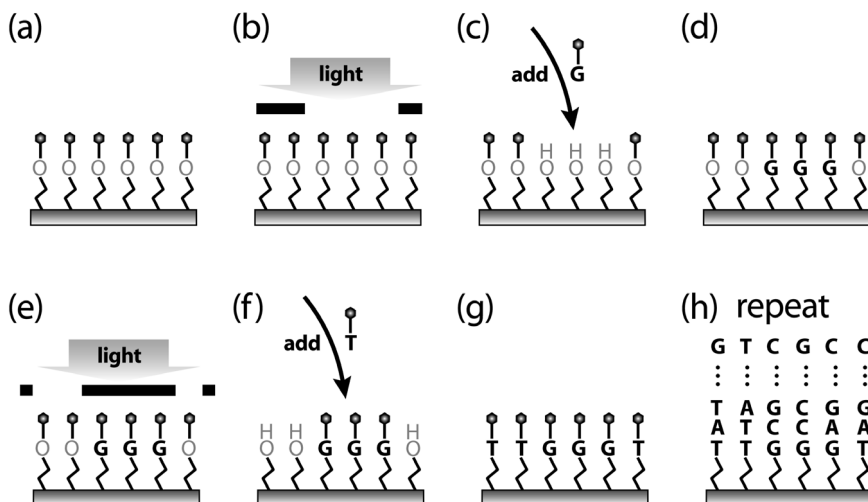 (a)
(b)
(c)
(d)
light
add
G
H H H
O O O O O O
O O O O O O
O O O O O O
O O G G G O
(e)
(f)
(g)
(h) repeat
light
add
T
H H
H
O O G G G O
O O G G G O
T T G G G T
G T C G C C
T A G C G G
A T C C A A
T T G G G T